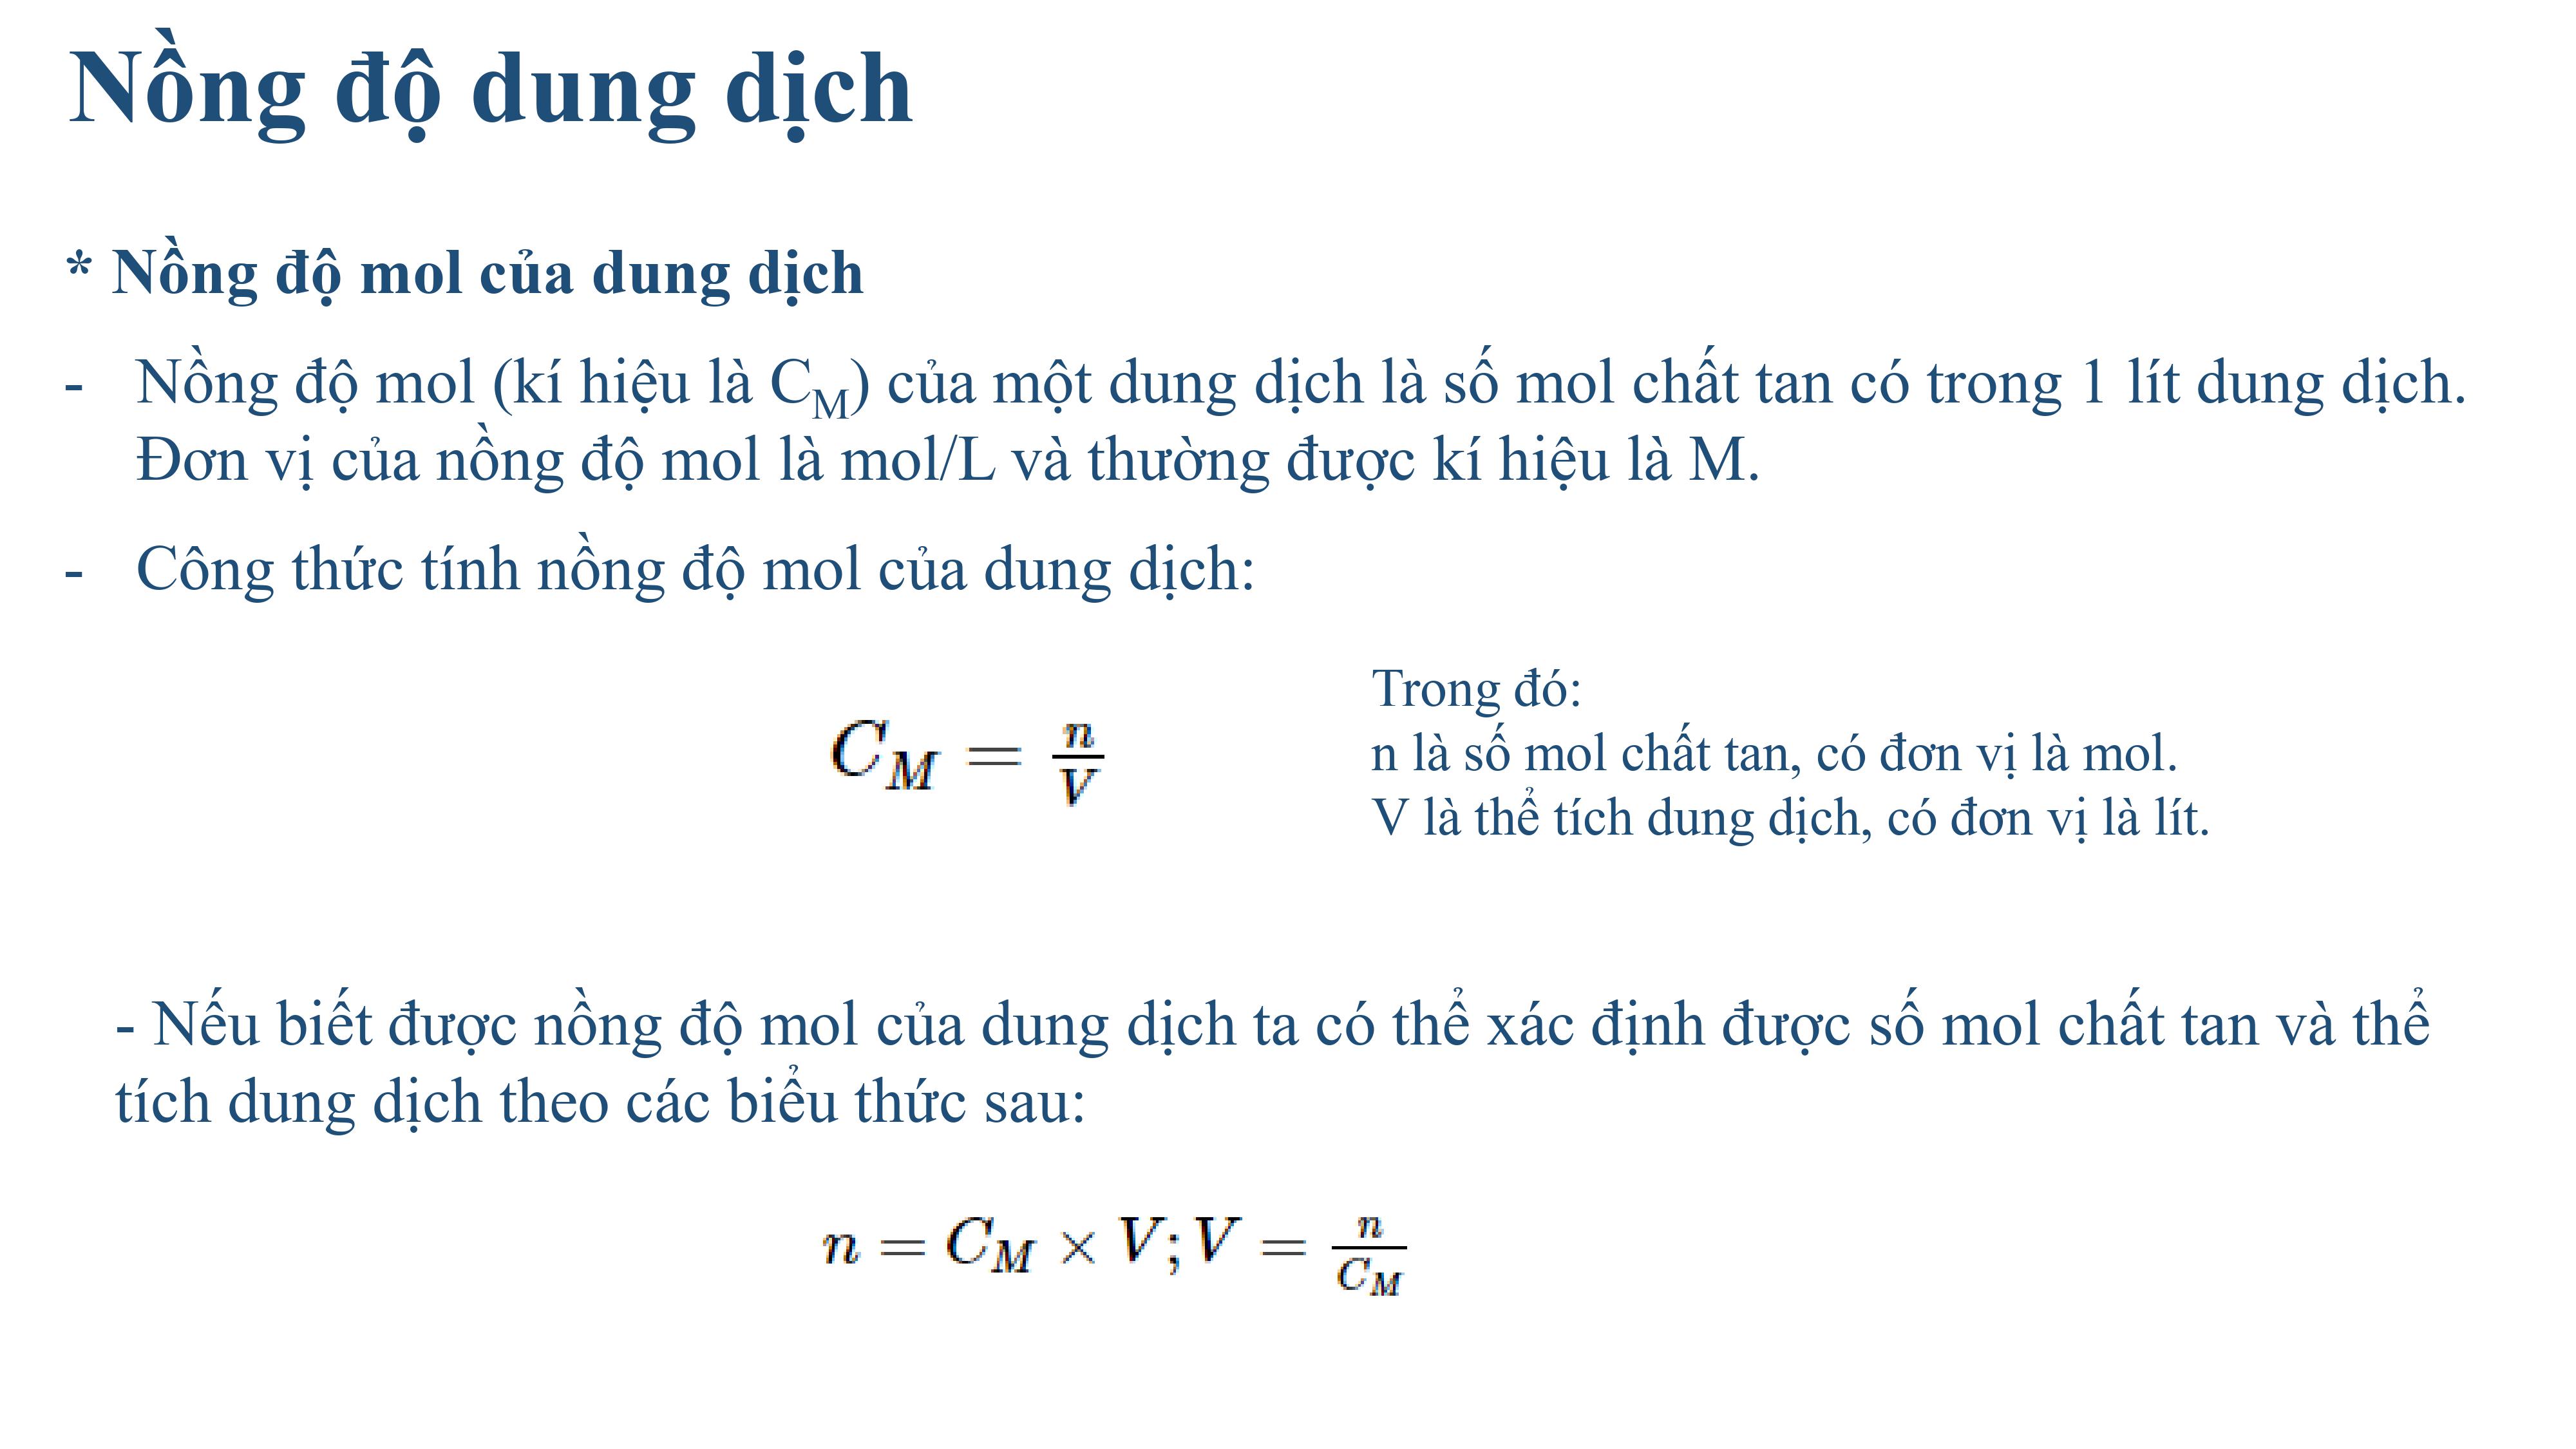 Nồng độ dung dịch
* Nồng độ mol của dung dịch
- Nồng độ mol (kí hiệu là C_M) của một dung dịch là số mol chất tan có trong 1 lít dung dịch.
Đơn vị của nồng độ mol là mol/L và thường được kí hiệu là M.
- Công thức tính nồng độ mol của dung dịch:
C_M = n/V
Trong đó:
n là số mol chất tan, có đơn vị là mol.
V là thể tích dung dịch, có đơn vị là lít.
- Nếu biết được nồng độ mol của dung dịch ta có thể xác định được số mol chất tan và thể
tích dung dịch theo các biểu thức sau:
n = C_M × V; V = n/C_M